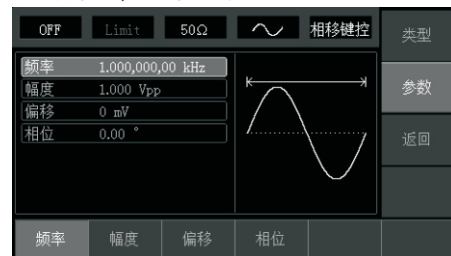 OFF Limit 50Ω 相移键控 类型
频率 1.000,000,00 kHz
幅度 1.000 Vpp 参数
偏移 0 mV
相位 0.00 ° 返回
频率 幅度 偏移 相位